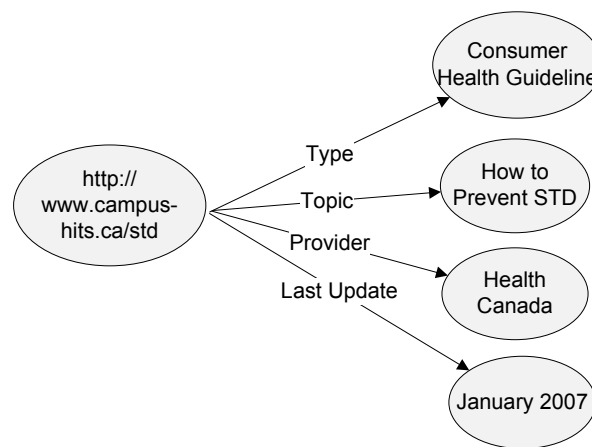 Consumer
Health Guideline
Type
http://
www.campus-
hits.ca/std
How to
Prevent STD
Topic
Provider
Health
Canada
Last Update
January 2007